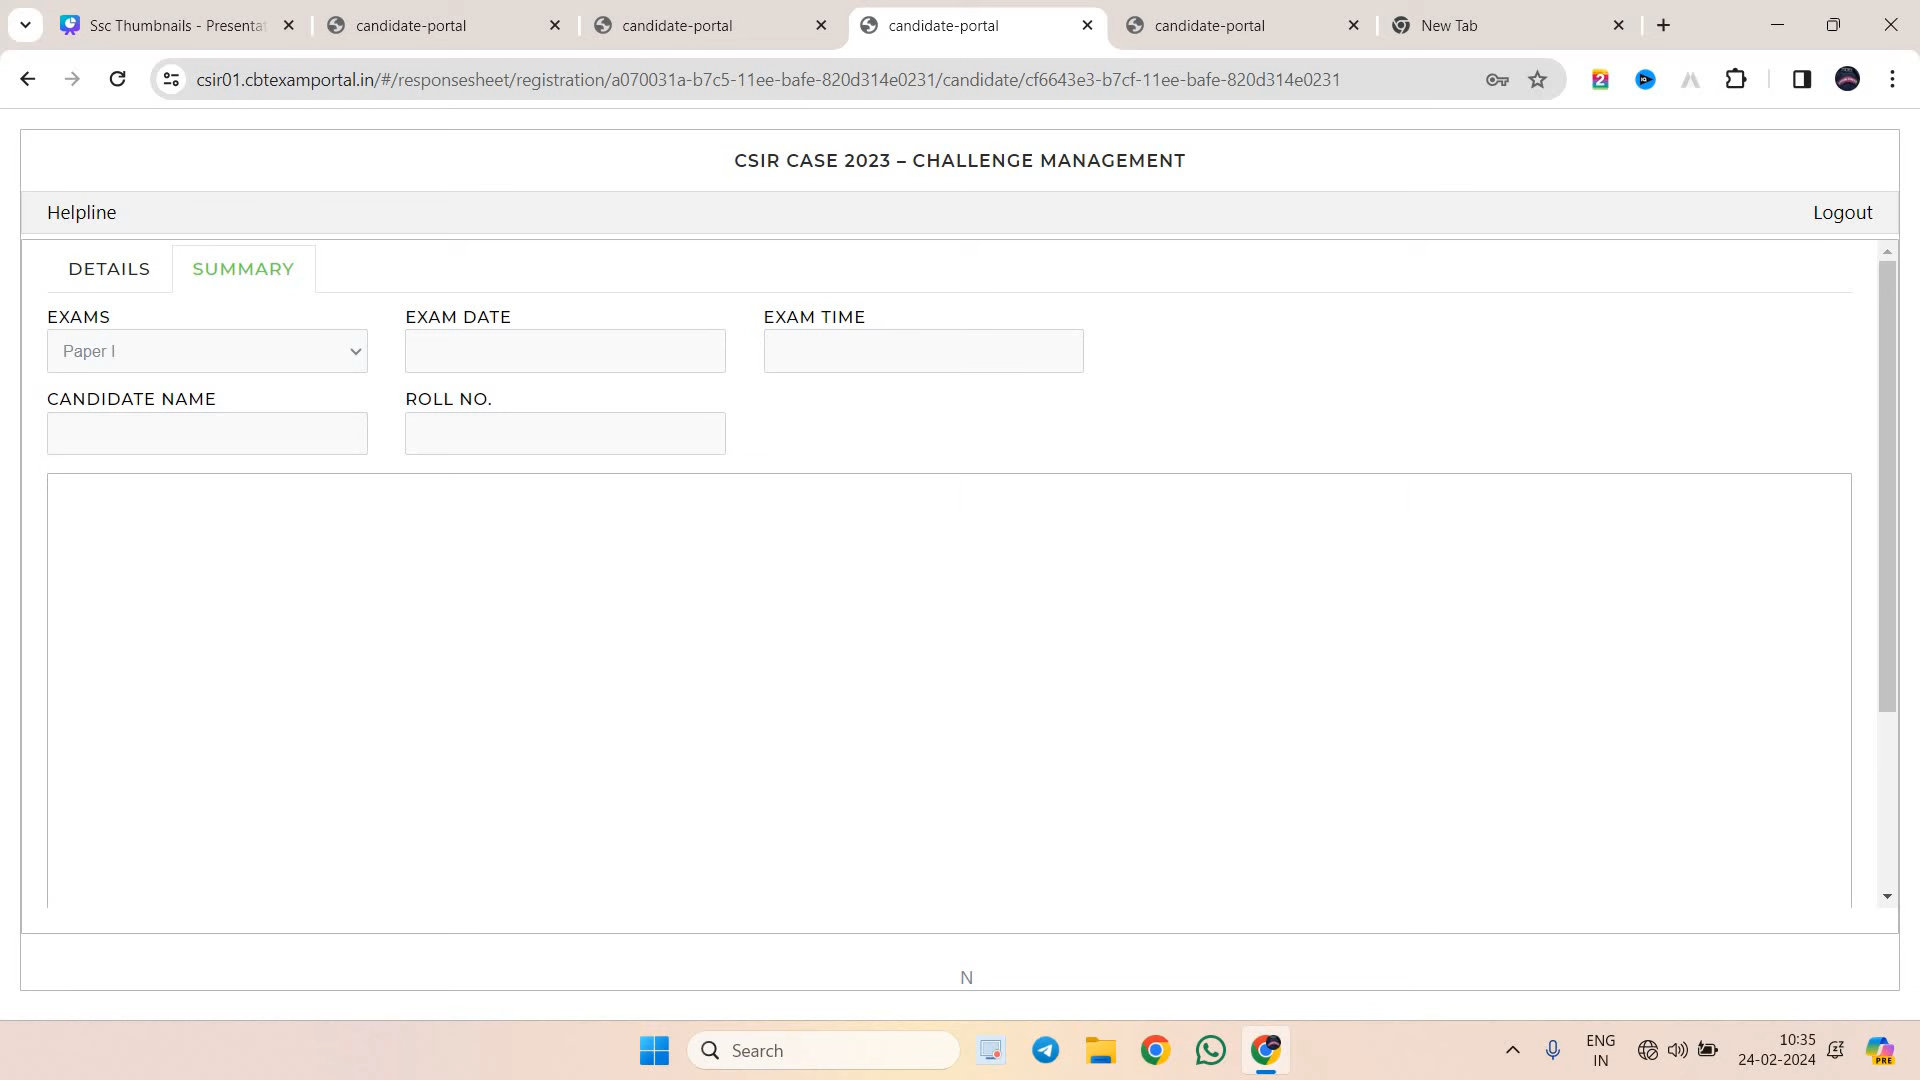 Ssc Thumbnails - Presentat
candidate-portal
candidate-portal
candidate-portal
candidate-portal
New Tab
csir01.cbtexamportal.in/#/responsesheet/registration/a070031a-b7c5-11ee-bafe-820d314e0231/candidate/cf6643e3-b7cf-11ee-bafe-820d314e0231
CSIR CASE 2023 – CHALLENGE MANAGEMENT
Helpline
Logout
DETAILS
SUMMARY
EXAMS
EXAM DATE
EXAM TIME
Paper I
CANDIDATE NAME
ROLL NO.
N
Search
ENG
IN
10:35
24-02-2024
PRE